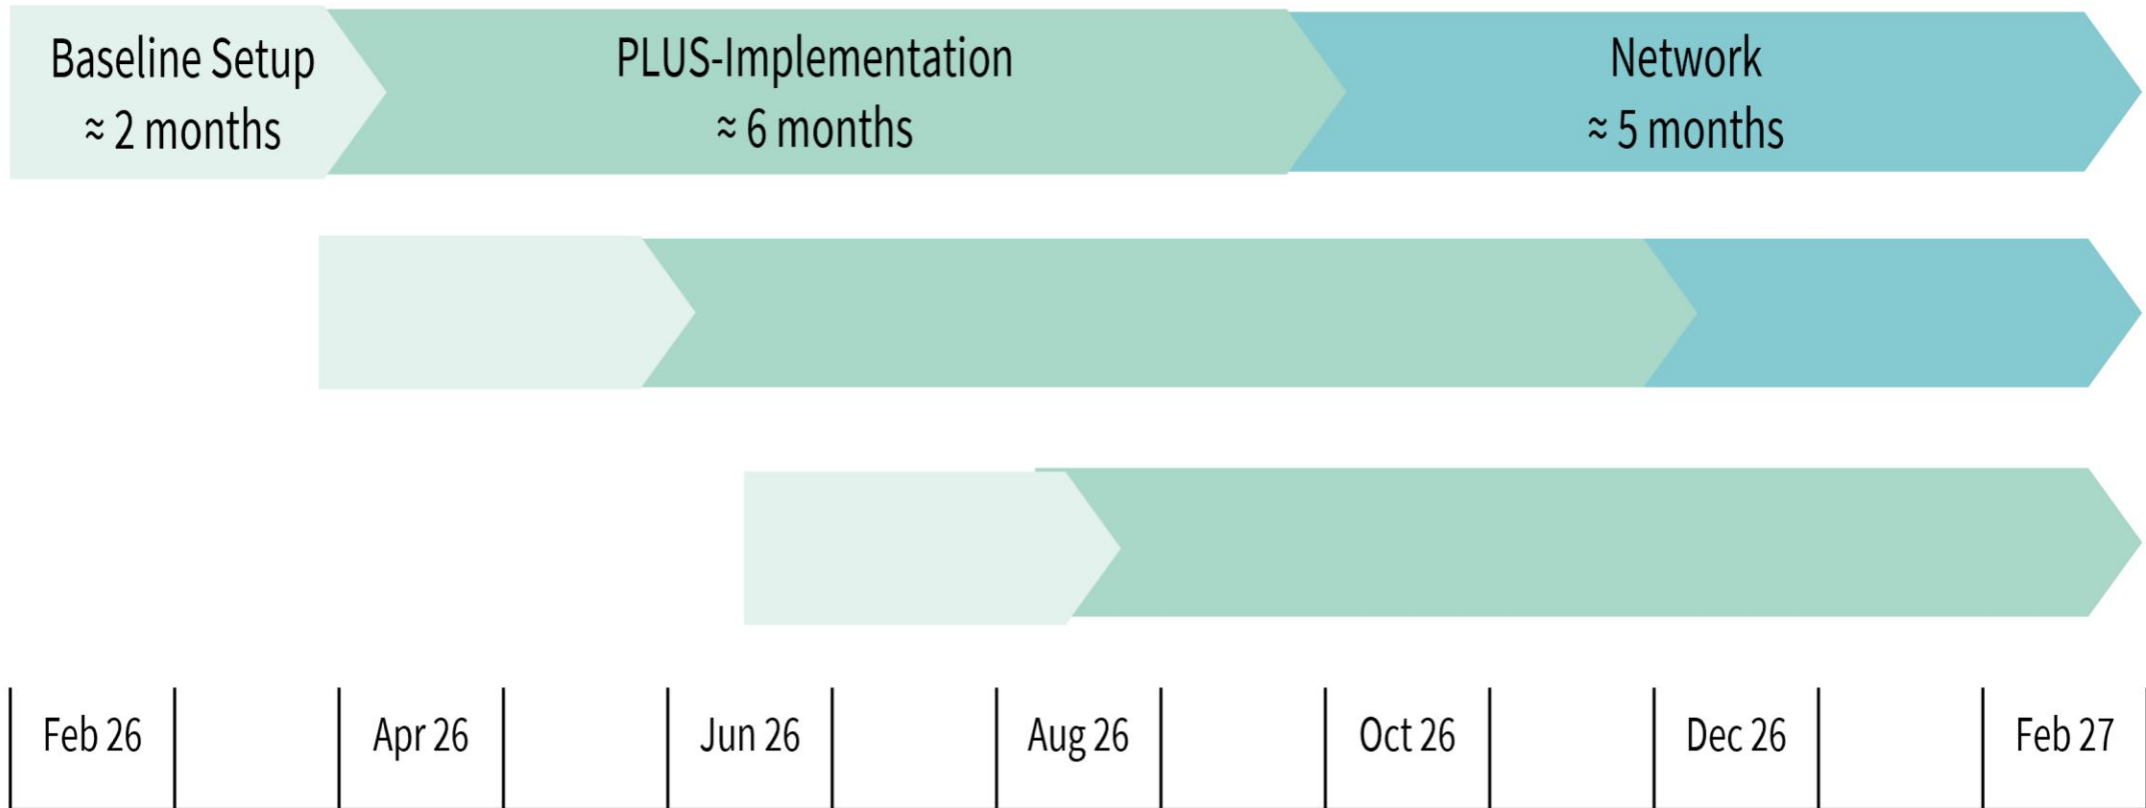 Baseline Setup
≈ 2 months
PLUS-Implementation
≈ 6 months
Network
≈ 5 months
Feb 26
Apr 26
Jun 26
Aug 26
Oct 26
Dec 26
Feb 27